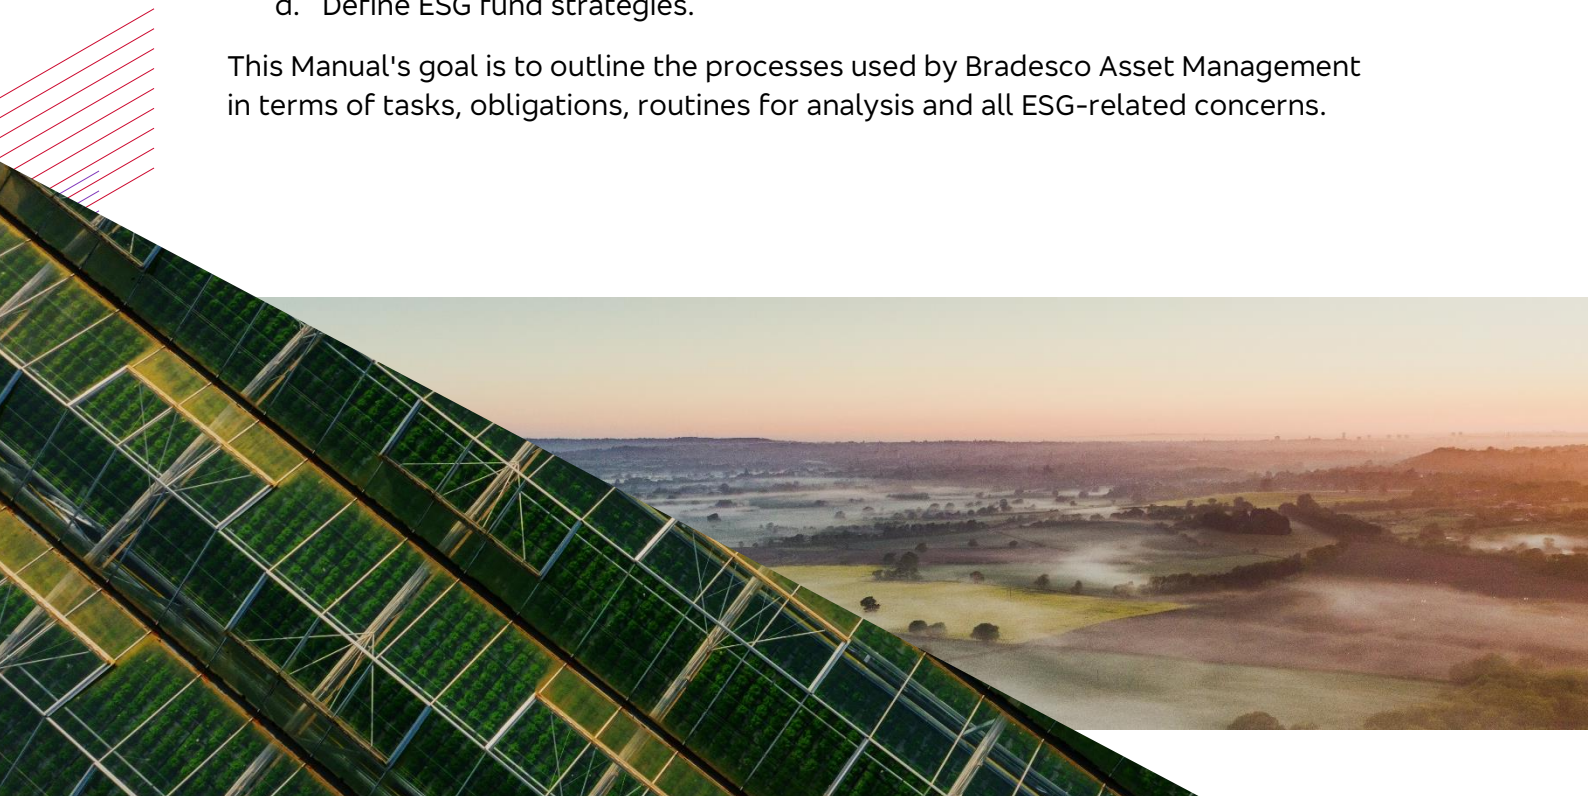 d. Define ESG fund strategies.
This Manual's goal is to outline the processes used by Bradesco Asset Management
in terms of tasks, obligations, routines for analysis and all ESG-related concerns.